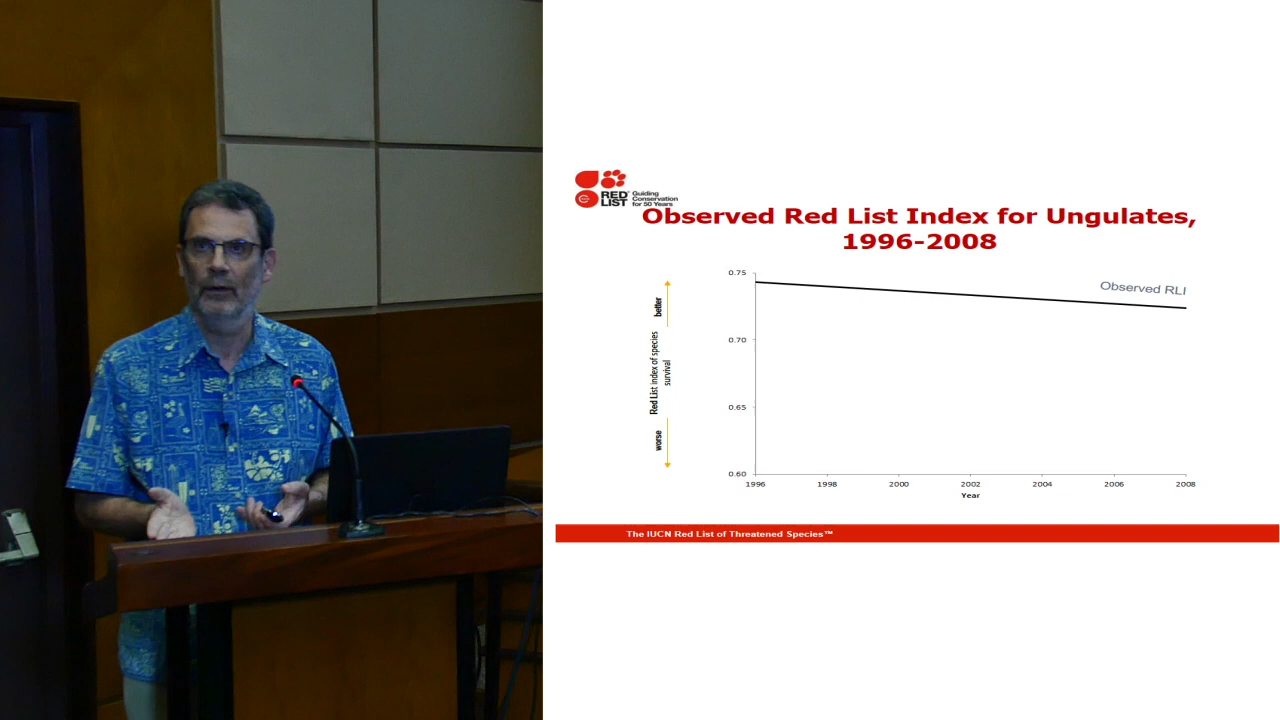 RED LIST
Guiding
Conservation
for 50 Years
Observed Red List Index for Ungulates,
1996-2008
better
Red List index of species
survival
worse
0.75
0.70
0.65
0.60
Observed RLI
1996 1998 2000 2002 2004 2006 2008
Year
The IUCN Red List of Threatened Species™